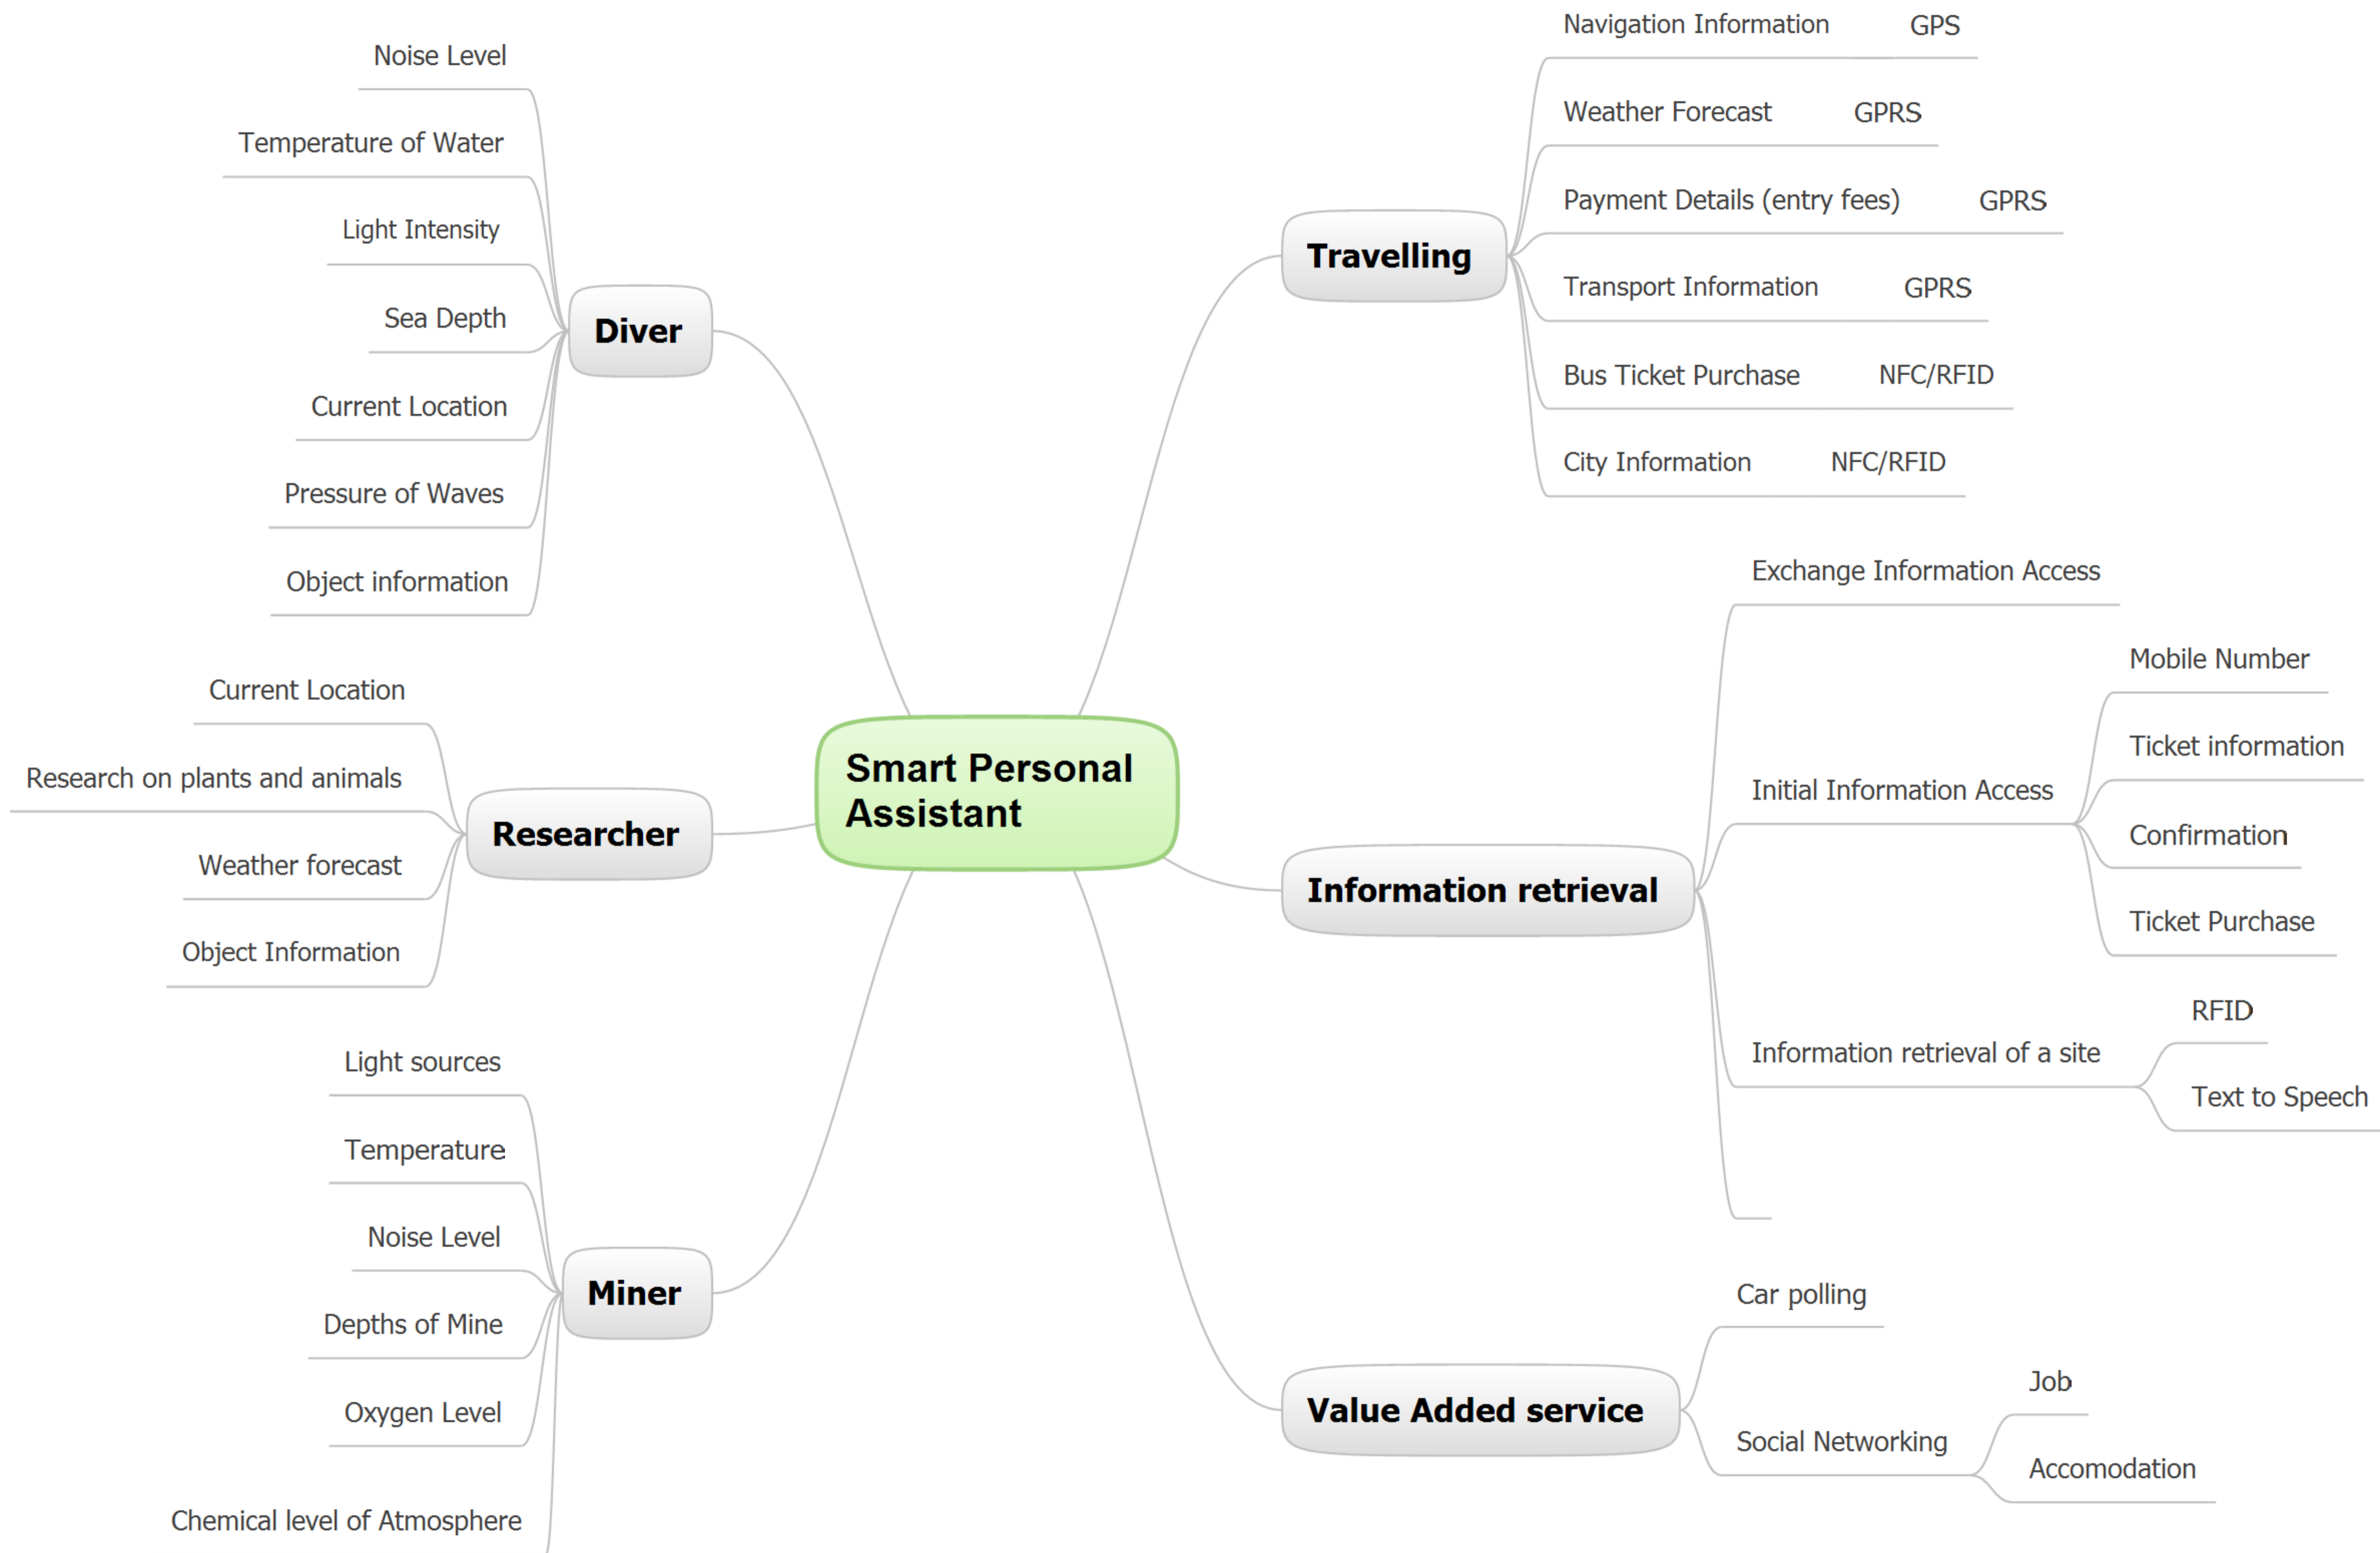 Noise Level
Temperature of Water
Light Intensity
Sea Depth
Current Location
Pressure of Waves
Object information
Diver
Current Location
Research on plants and animals
Weather forecast
Object Information
Researcher
Light sources
Temperature
Noise Level
Depths of Mine
Oxygen Level
Chemical level of Atmosphere
Miner
Smart Personal
Assistant
Travelling
Navigation Information GPS
Weather Forecast GPRS
Payment Details (entry fees) GPRS
Transport Information GPRS
Bus Ticket Purchase NFC/RFID
City Information NFC/RFID
Information retrieval
Exchange Information Access
Initial Information Access
Mobile Number
Ticket information
Confirmation
Ticket Purchase
Information retrieval of a site
RFID
Text to Speech
Value Added service
Car polling
Social Networking
Job
Accomodation